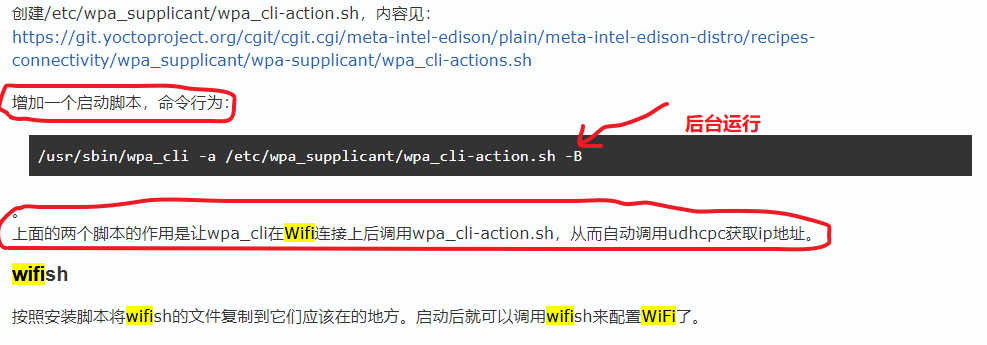 创建/etc/wpa_supplicant/wpa_cli-action.sh，内容见：
https://git.yoctoproject.org/cgit/cgit.cgi/meta-intel-edison/plain/meta-intel-edison-distro/recipes-
connectivity/wpa_supplicant/wpa-supplicant/wpa_cli-actions.sh
增加一个启动脚本，命令行为：
后台运行
/usr/sbin/wpa_cli -a /etc/wpa_supplicant/wpa_cli-action.sh -B
。
上面的两个脚本的作用是让wpa_cli在Wifi连接上后调用wpa_cli-action.sh，从而自动调用udhcpc获取ip地址。
wifish
按照安装脚本将wifish的文件复制到它们应该在的地方。启动后就可以调用wifish来配置WiFi了。